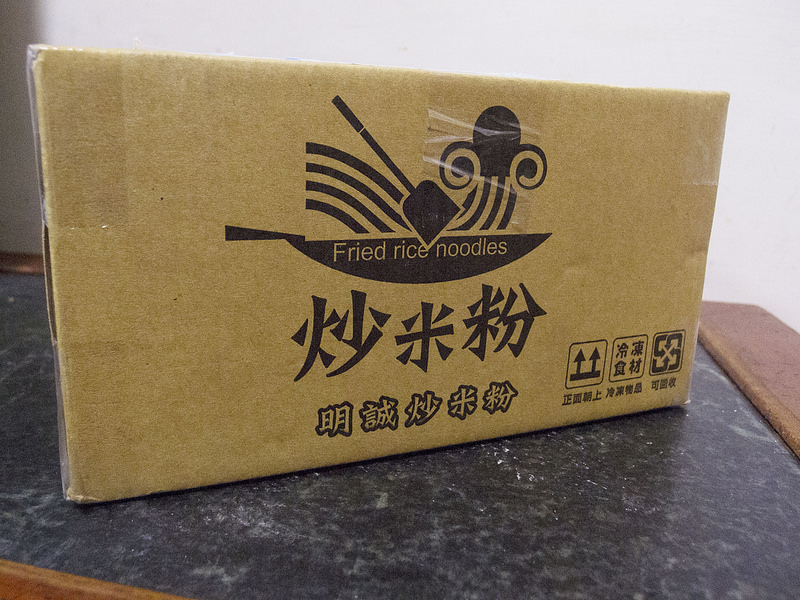 Fried rice noodles
炒米粉
明誠炒米粉
冷凍
食材
正面朝上 冷凍物品 可回收